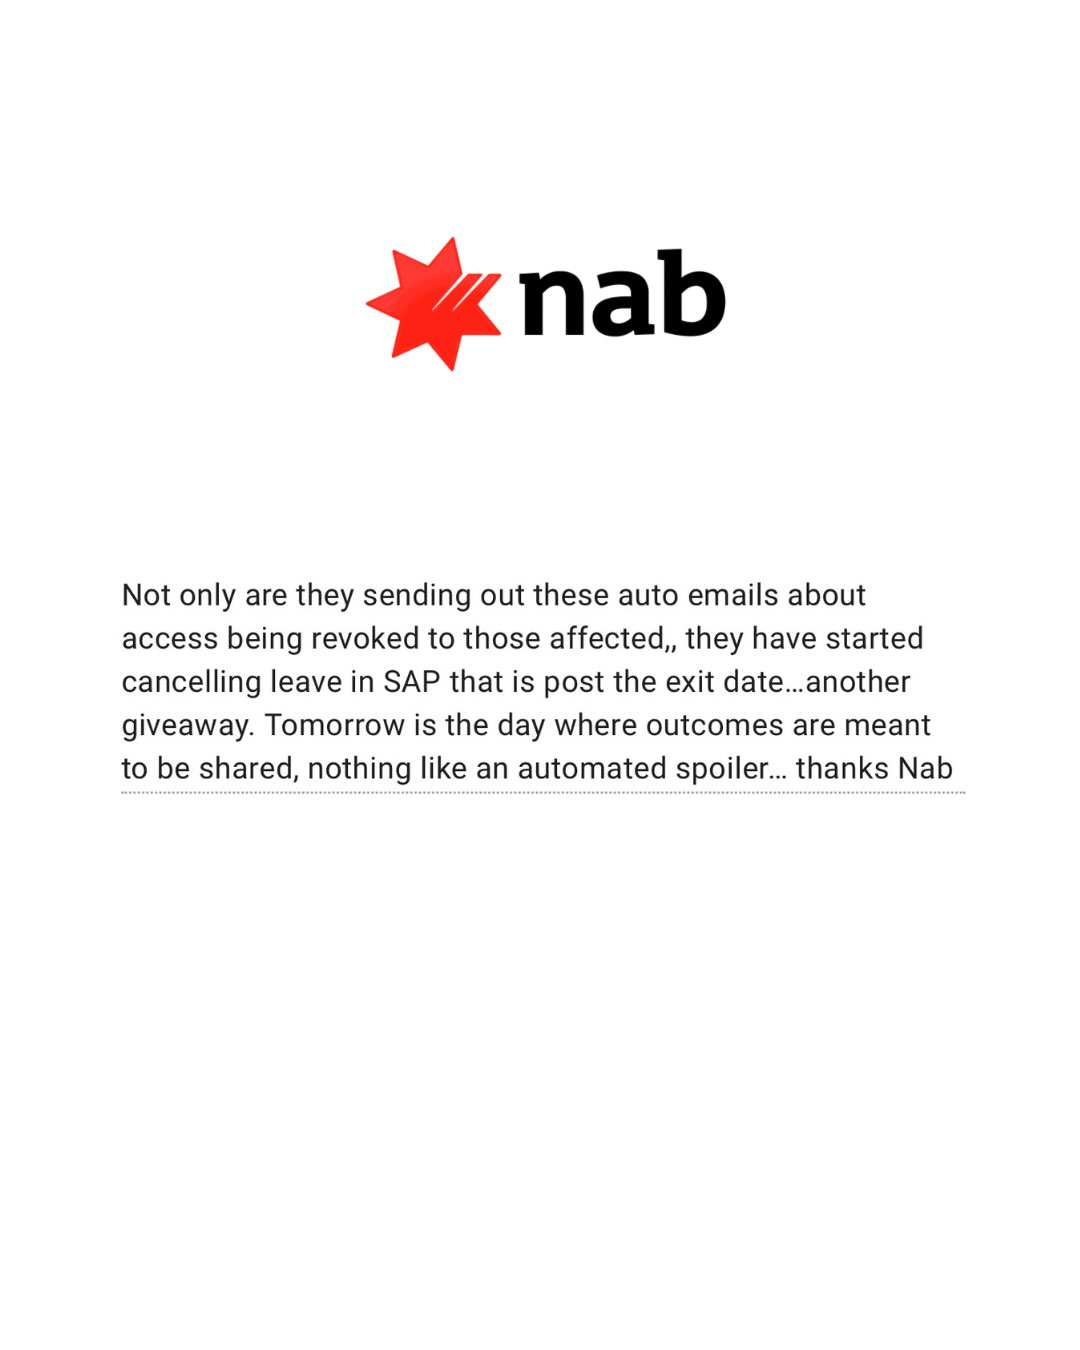 nab
Not only are they sending out these auto emails about
access being revoked to those affected,, they have started
cancelling leave in SAP that is post the exit date…another
giveaway. Tomorrow is the day where outcomes are meant
to be shared, nothing like an automated spoiler… thanks Nab